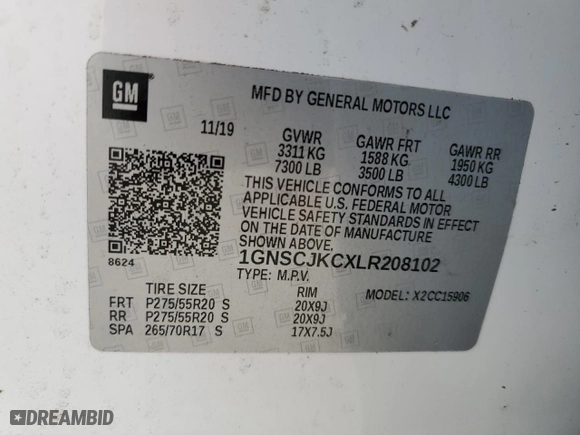 GM
MFD BY GENERAL MOTORS LLC
11/19
GVWR GAWR FRT GAWR RR
3311 KG 1588 KG 1950 KG
7300 LB 3500 LB 4300 LB
THIS VEHICLE CONFORMS TO ALL
APPLICABLE U.S. FEDERAL MOTOR
VEHICLE SAFETY STANDARDS IN EFFECT
ON THE DATE OF MANUFACTURE
SHOWN ABOVE.
8624
1GNSCJKCXLR208102
TYPE: M.P.V.
TIRE SIZE RIM MODEL: X2CC15906
FRT P275/55R20 S 20X9J
RR P275/55R20 S 20X9J
SPA 265/70R17 S 17X7.5J
DREAMBID